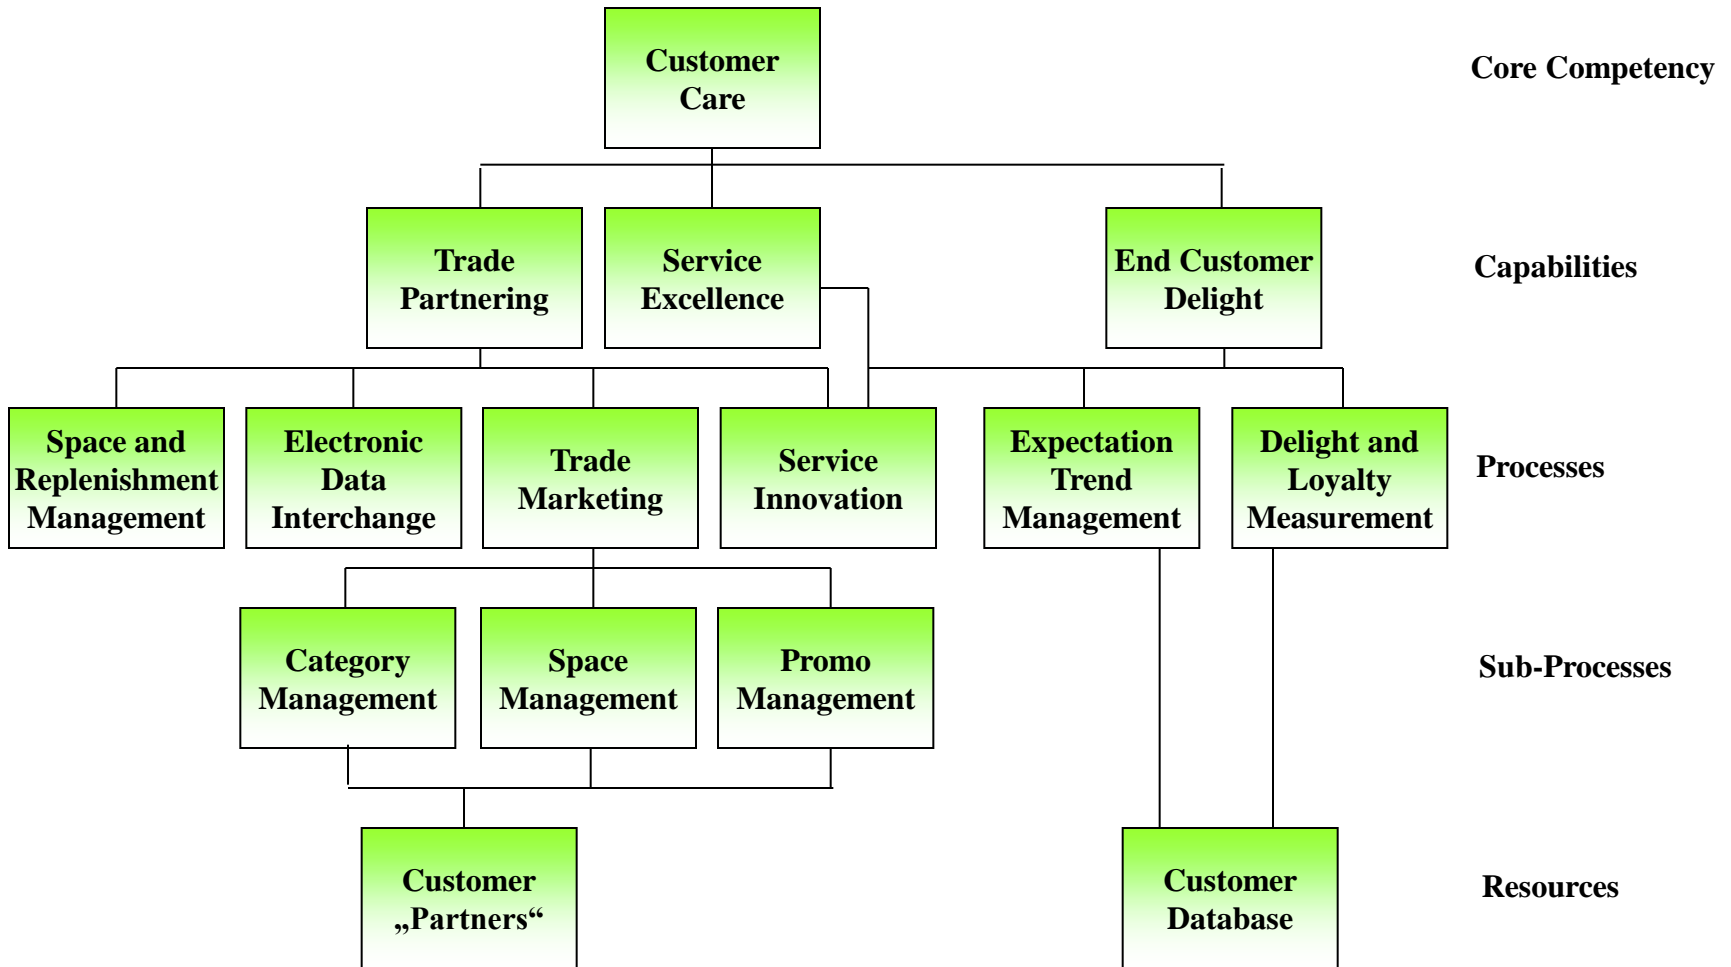 Customer
Care
Core Competency
Trade
Partnering
Service
Excellence
End Customer
Delight
Capabilities
Space and
Replenishment
Management
Electronic
Data
Interchange
Trade
Marketing
Service
Innovation
Expectation
Trend
Management
Delight and
Loyalty
Measurement
Processes
Category
Management
Space
Management
Promo
Management
Sub-Processes
Customer
„Partners“
Customer
Database
Resources